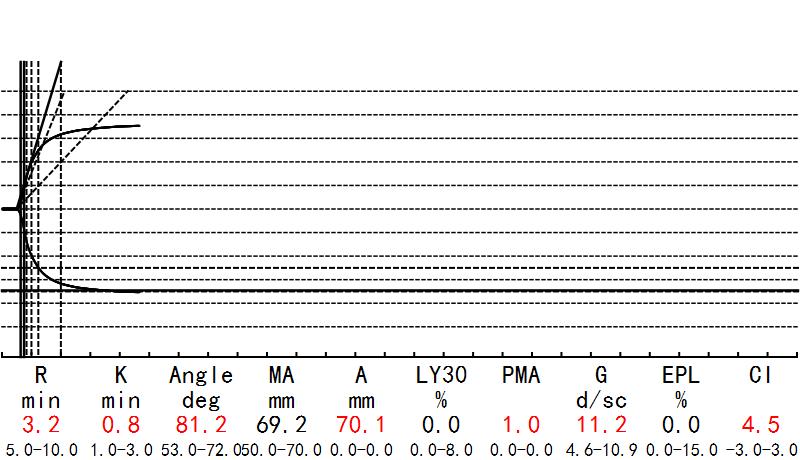 R K Angle MA A LY30 PMA G EPL CI
min min deg mm mm % d/sc %
3.2 0.8 81.2 69.2 70.1 0.0 1.0 11.2 0.0 4.5
5.0-10.0 1.0-3.0 53.0-72.0 50.0-70.0 0.0-0.0 0.0-8.0 0.0-0.0 4.6-10.9 0.0-15.0 -3.0-3.0